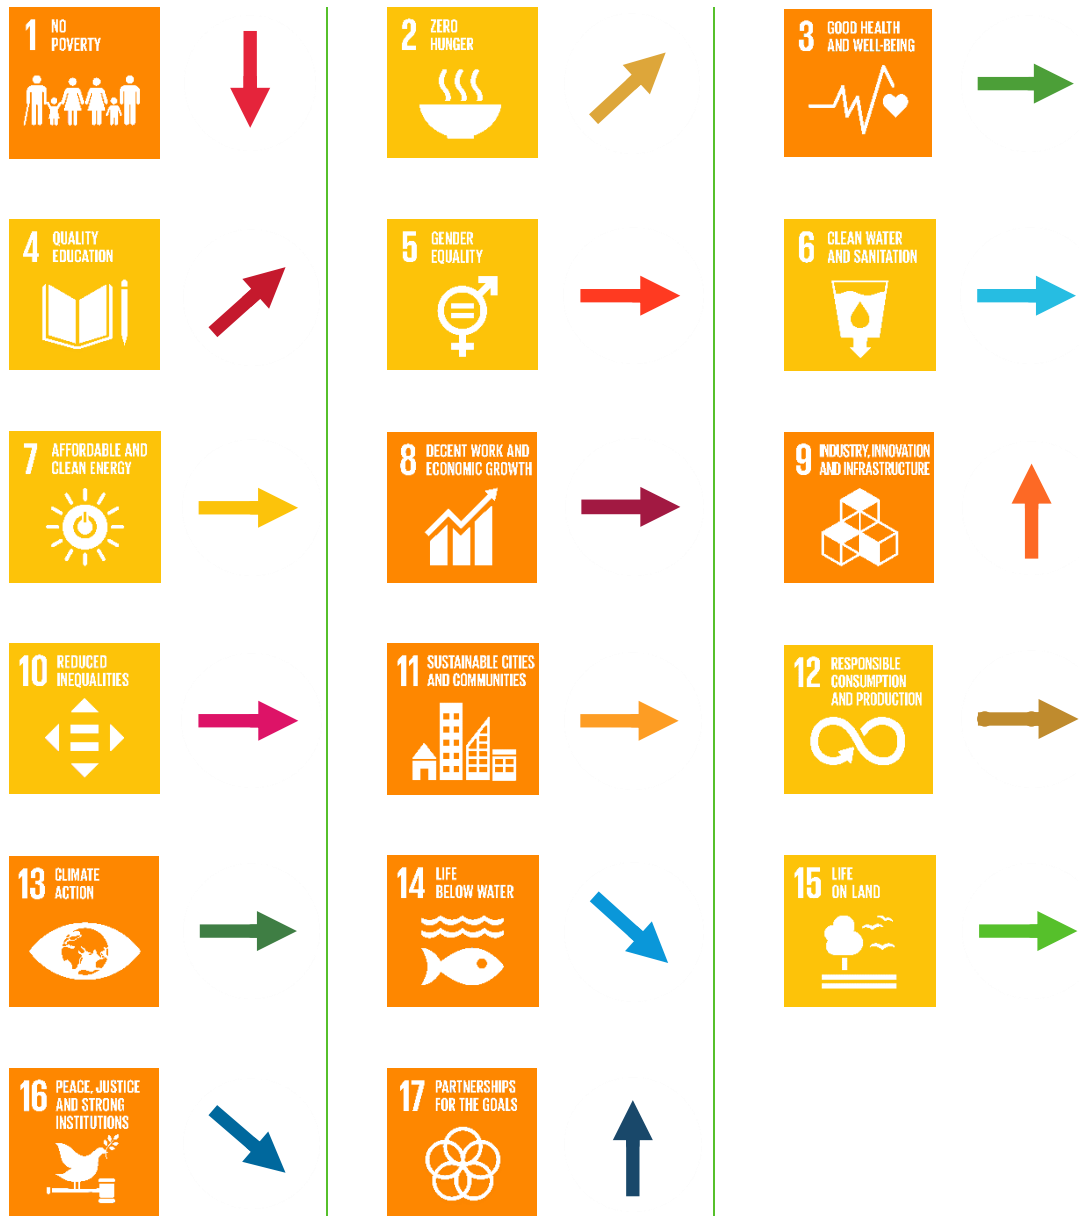 1 NO
POVERTY
2 ZERO
HUNGER
3 GOOD HEALTH
AND WELL-BEING
4 QUALITY
EDUCATION
5 GENDER
EQUALITY
6 CLEAN WATER
AND SANITATION
7 AFFORDABLE AND
CLEAN ENERGY
8 DECENT WORK AND
ECONOMIC GROWTH
9 INDUSTRY, INNOVATION
AND INFRASTRUCTURE
10 REDUCED
INEQUALITIES
11 SUSTAINABLE CITIES
AND COMMUNITIES
12 RESPONSIBLE
CONSUMPTION
AND PRODUCTION
13 CLIMATE
ACTION
14 LIFE
BELOW WATER
15 LIFE
ON LAND
16 PEACE, JUSTICE
AND STRONG
INSTITUTIONS
17 PARTNERSHIPS
FOR THE GOALS